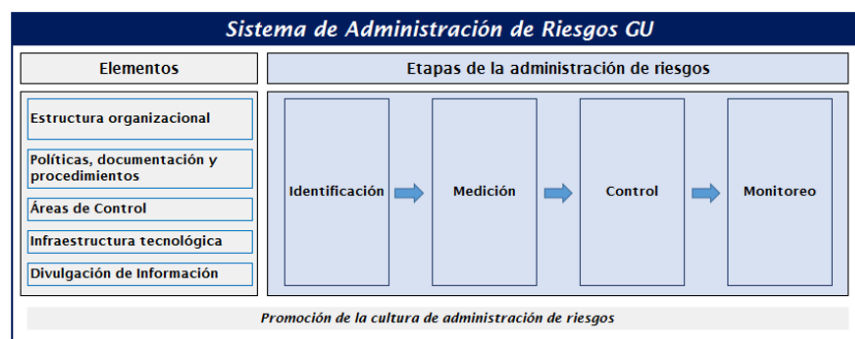 Sistema de Administración de Riesgos GU
Elementos
Etapas de la administración de riesgos
Estructura organizacional
Políticas, documentación y
procedimientos
Áreas de Control
Infraestructura tecnológica
Divulgación de Información
Identificación
Medición
Control
Monitoreo
Promoción de la cultura de administración de riesgos